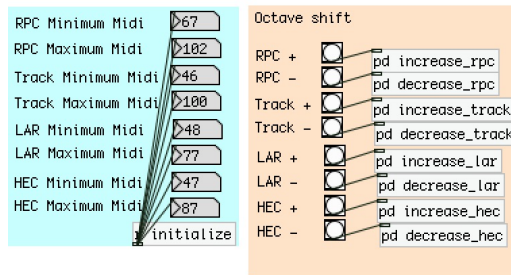 RPC Minimum Midi 67
RPC Maximum Midi 102
Track Minimum Midi 46
Track Maximum Midi 100
LAR Minimum Midi 48
LAR Maximum Midi 77
HEC Minimum Midi 47
HEC Maximum Midi 87
initialize
Octave shift
RPC + pd increase_rpc
RPC - pd decrease_rpc
Track + pd increase_track
Track - pd decrease_track
LAR + pd increase_lar
LAR - pd decrease_lar
HEC + pd increase_hec
HEC - pd decrease_hec